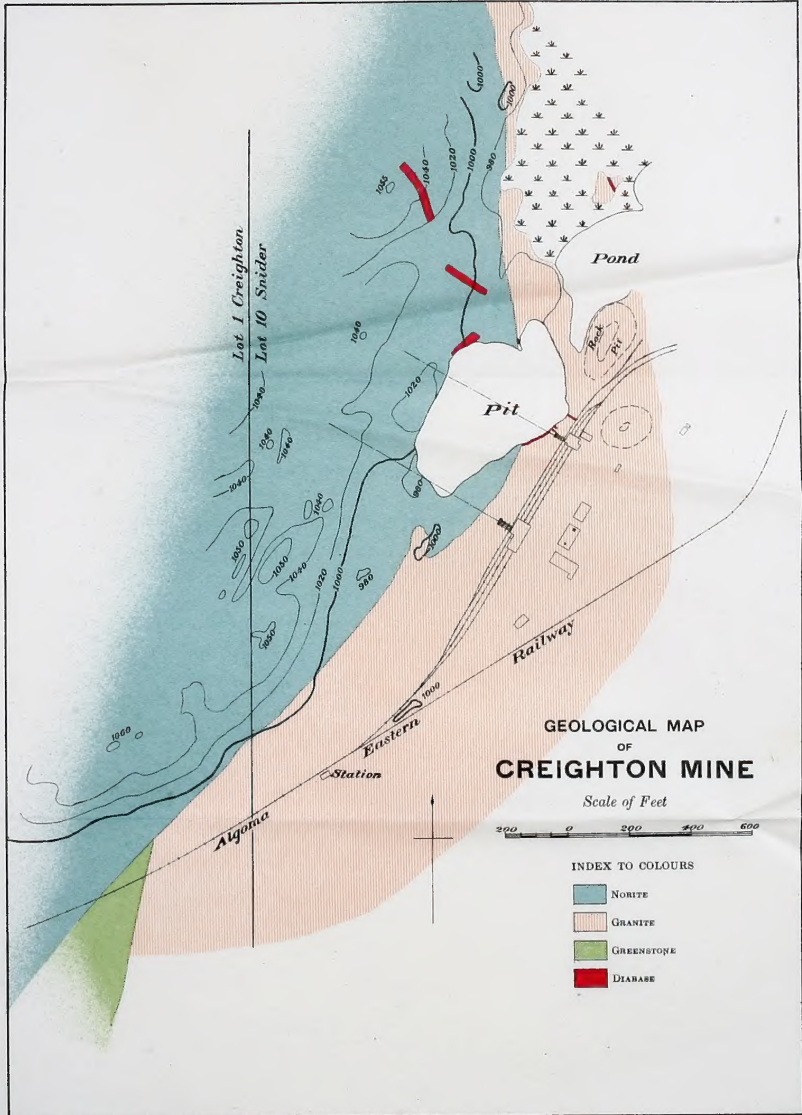 1000
1000
1020
1000
980
1055
1040
Pond
Lot 1 Creighton
Lot 10 Snider
1040
Rock
Pit
1020
Pit
1040
1040
1040
1040
980
1040
1050
1050
1040
1020
1000
980
1000
1050
Railway
1000
Eastern
1060
Station
Algoma
GEOLOGICAL MAP
OF
CREIGHTON MINE
Scale of Feet
200 0 200 400 600
INDEX TO COLOURS
NORITE
GRANITE
GREENSTONE
DIABASE